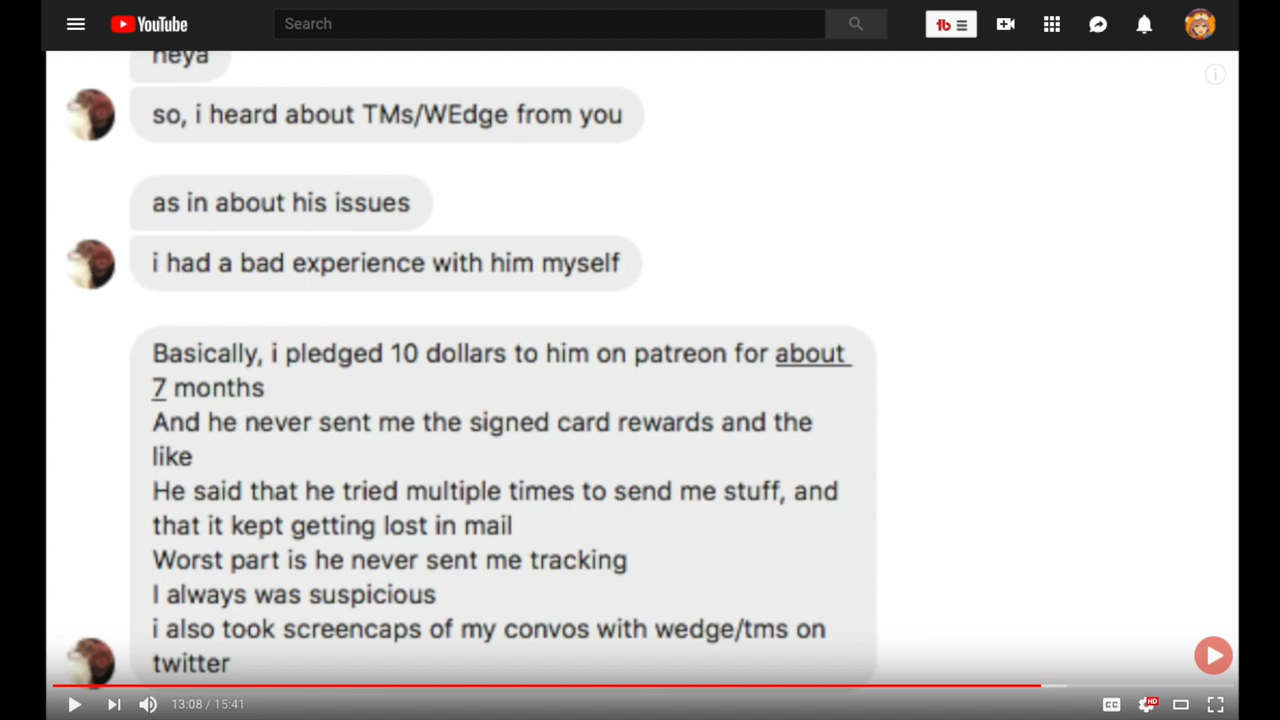 YouTube
Search
heya
so, i heard about TMs/WEdge from you
as in about his issues
i had a bad experience with him myself
Basically, i pledged 10 dollars to him on patreon for about
7 months
And he never sent me the signed card rewards and the
like
He said that he tried multiple times to send me stuff, and
that it kept getting lost in mail
Worst part is he never sent me tracking
I always was suspicious
i also took screencaps of my convos with wedge/tms on
twitter
13:08 / 15:41
CC
HD